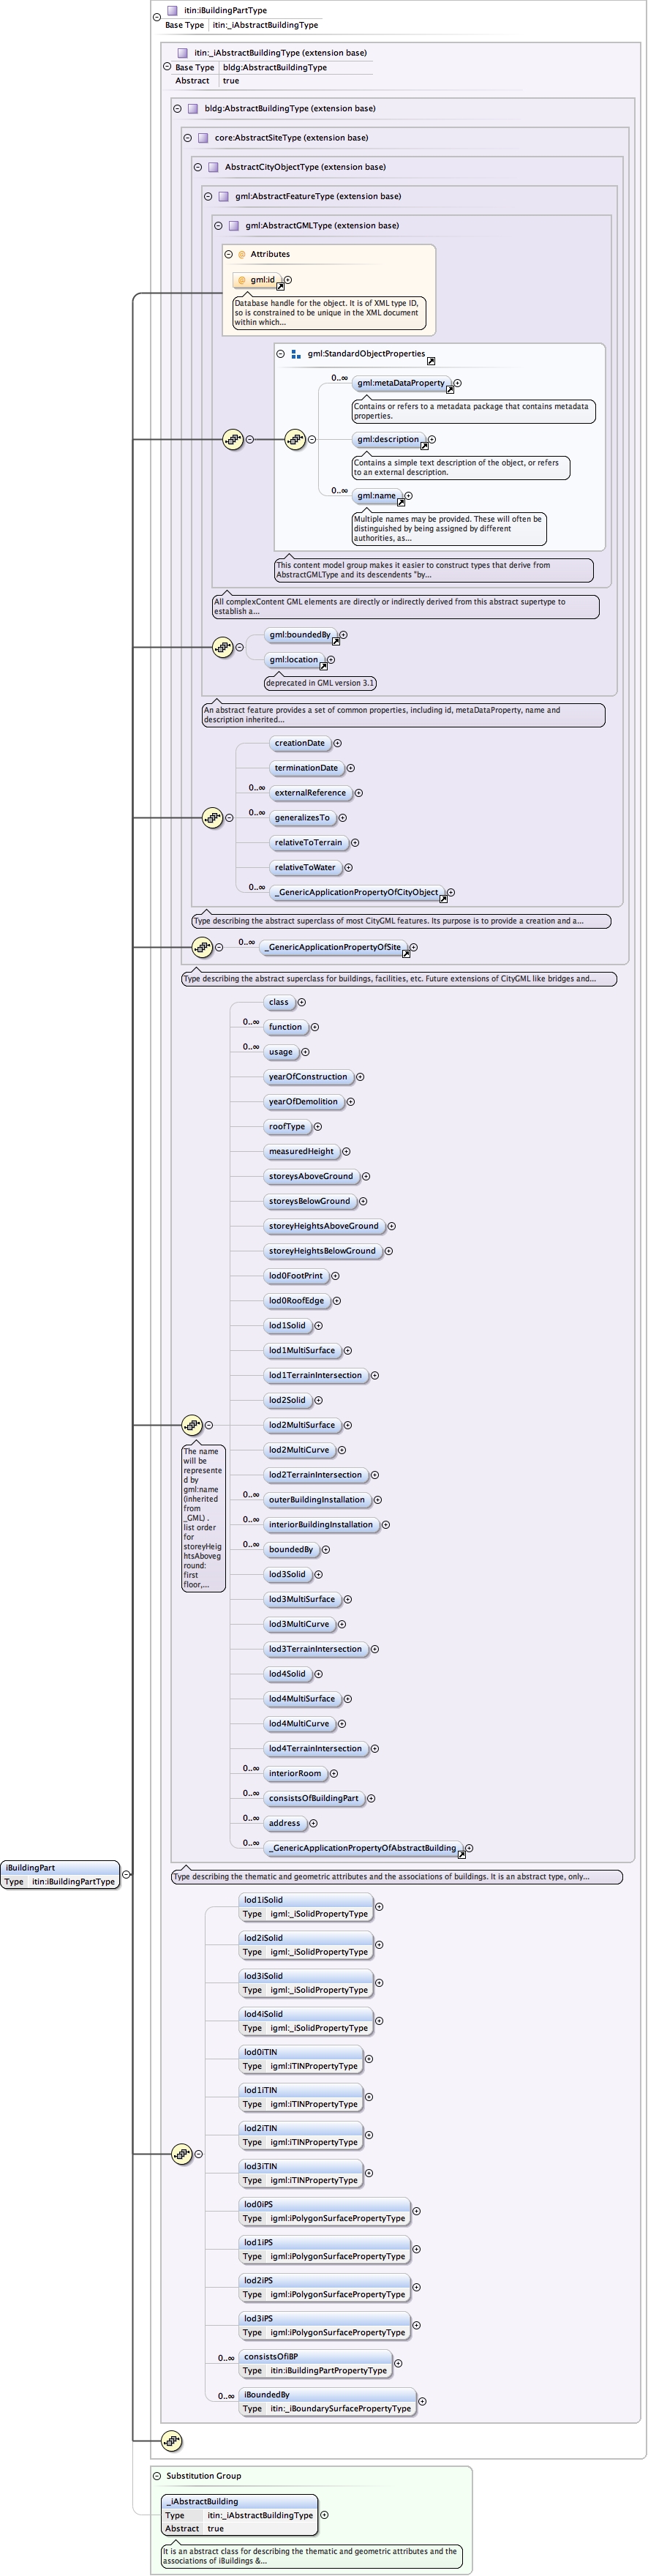 itin:iBuildingPartType
Base Type itin:_iAbstractBuildingType
itin:_iAbstractBuildingType (extension base)
Base Type bldg:AbstractBuildingType
Abstract true
bldg:AbstractBuildingType (extension base)
core:AbstractSiteType (extension base)
AbstractCityObjectType (extension base)
gml:AbstractFeatureType (extension base)
gml:AbstractGMLType (extension base)
@ Attributes
@ gml:id
Database handle for the object. It is of XML type ID,
so is constrained to be unique in the XML document
within which...
gml:StandardObjectProperties
0..∞ gml:metaDataProperty
Contains or refers to a metadata package that contains metadata
properties.
gml:description
Contains a simple text description of the object, or refers
to an external description.
0..∞ gml:name
Multiple names may be provided. These will often be
distinguished by being assigned by different
authorities, as...
This content model group makes it easier to construct types that derive from
AbstractGMLType and its descendents "by...
All complexContent GML elements are directly or indirectly derived from this abstract supertype to
establish a...
gml:boundedBy
gml:location
deprecated in GML version 3.1
An abstract feature provides a set of common properties, including id, metaDataProperty, name and
description inherited...
creationDate
terminationDate
0..∞ externalReference
0..∞ generalizesTo
relativeToTerrain
relativeToWater
0..∞ _GenericApplicationPropertyOfCityObject
Type describing the abstract superclass of most CityGML features. Its purpose is to provide a creation and a...
0..∞ _GenericApplicationPropertyOfSite
Type describing the abstract superclass for buildings, facilities, etc. Future extensions of CityGML like bridges and...
class
0..∞ function
0..∞ usage
yearOfConstruction
yearOfDemolition
roofType
measuredHeight
storeysAboveGround
storeysBelowGround
storeyHeightsAboveGround
storeyHeightsBelowGround
lod0FootPrint
lod0RoofEdge
lod1Solid
lod1MultiSurface
lod1TerrainIntersection
lod2Solid
lod2MultiSurface
lod2MultiCurve
lod2TerrainIntersection
0..∞ outerBuildingInstallation
0..∞ interiorBuildingInstallation
0..∞ boundedBy
lod3Solid
lod3MultiSurface
lod3MultiCurve
lod3TerrainIntersection
lod4Solid
lod4MultiSurface
lod4MultiCurve
lod4TerrainIntersection
0..∞ interiorRoom
0..∞ consistsOfBuildingPart
0..∞ address
0..∞ _GenericApplicationPropertyOfAbstractBuilding
The name
will be
represente
d by
gml:name
(inherited
from
_GML) .
list order
for
storeyHeig
htsAboveg
round:
first
floor,...
iBuildingPart
Type itin:iBuildingPartType
Type describing the thematic and geometric attributes and the associations of buildings. It is an abstract type, only...
lod1iSolid
Type igml:_iSolidPropertyType
lod2iSolid
Type igml:_iSolidPropertyType
lod3iSolid
Type igml:_iSolidPropertyType
lod4iSolid
Type igml:_iSolidPropertyType
lod0iTIN
Type igml:iTINPropertyType
lod1iTIN
Type igml:iTINPropertyType
lod2iTIN
Type igml:iTINPropertyType
lod3iTIN
Type igml:iTINPropertyType
lod0iPS
Type igml:iPolygonSurfacePropertyType
lod1iPS
Type igml:iPolygonSurfacePropertyType
lod2iPS
Type igml:iPolygonSurfacePropertyType
lod3iPS
Type igml:iPolygonSurfacePropertyType
0..∞ consistsOfiBP
Type itin:iBuildingPartPropertyType
0..∞ iBoundedBy
Type itin:_iBoundarySurfacePropertyType
Substitution Group
_iAbstractBuilding
Type itin:_iAbstractBuildingType
Abstract true
It is an abstract class for describing the thematic and geometric attributes and the
associations of iBuildings &...